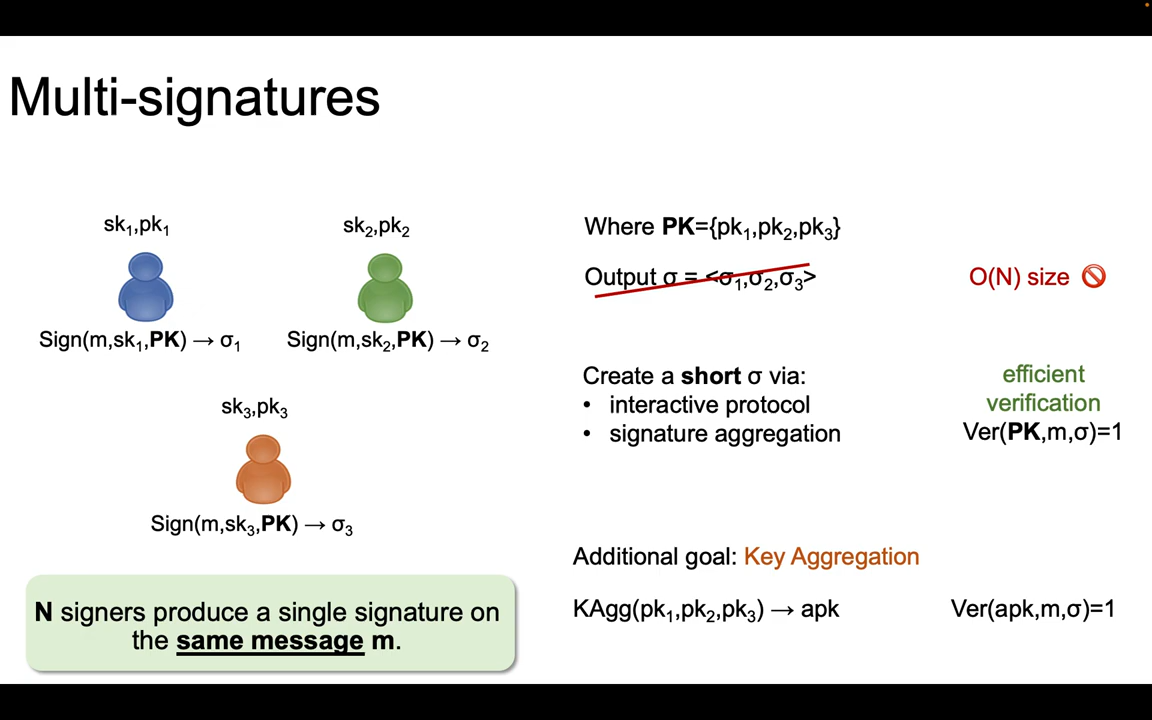 Multi-signatures
sk₁,pk₁
sk₂,pk₂
Sign(m,sk₁,PK) → σ₁
Sign(m,sk₂,PK) → σ₂
sk₃,pk₃
Sign(m,sk₃,PK) → σ₃
N signers produce a single signature on
the same message m.
Where PK={pk₁,pk₂,pk₃}
Output σ = <σ₁,σ₂,σ₃>
O(N) size
Create a short σ via:
• interactive protocol
• signature aggregation
efficient
verification
Ver(PK,m,σ)=1
Additional goal: Key Aggregation
KAgg(pk₁,pk₂,pk₃) → apk
Ver(apk,m,σ)=1